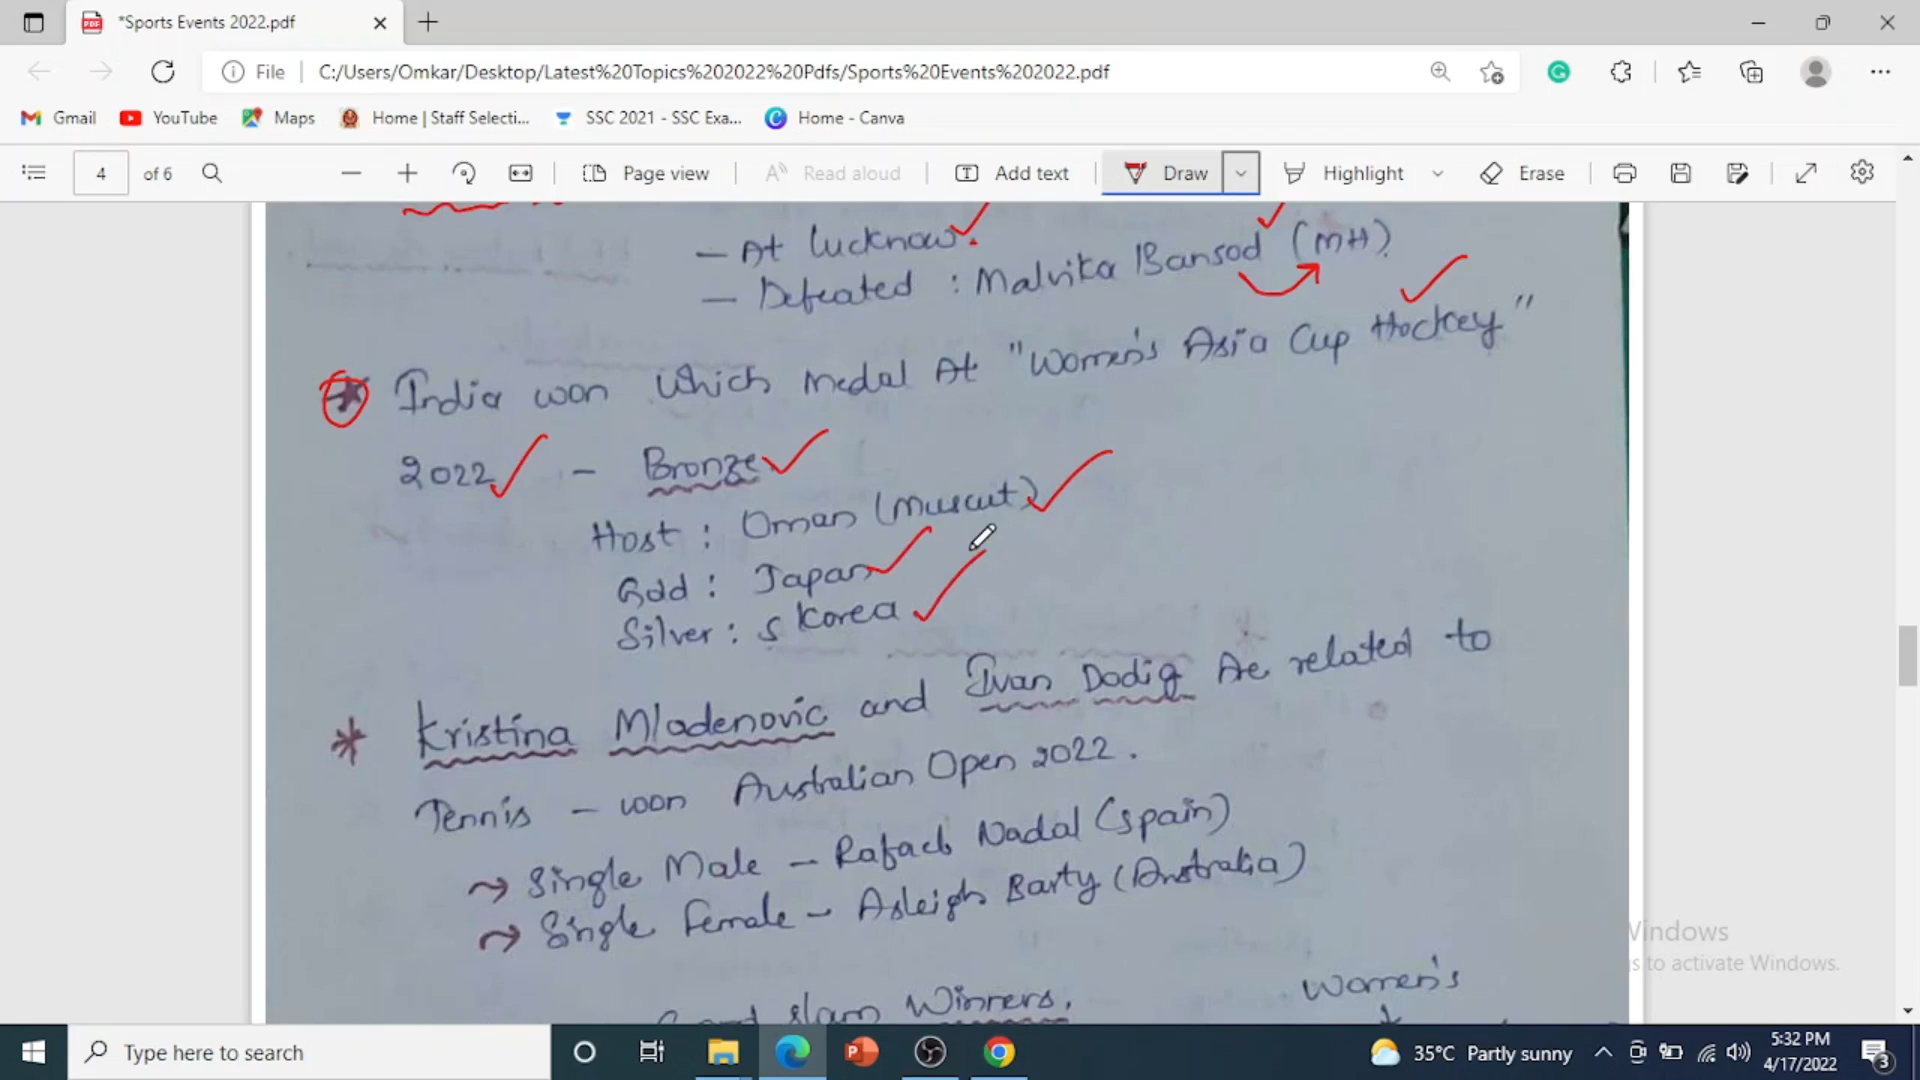 *Sports Events 2022.pdf
File
C:/Users/Omkar/Desktop/Latest%20Topics%202022%20Pdfs/Sports%20Events%202022.pdf
Gmail YouTube Maps Home | Staff Selecti... SSC 2021 - SSC Exa... Home - Canva
4 of 6 Page view Read aloud Add text Draw Highlight Erase
- At Lucknow.
- Defeated : Malvika Bansod (MH).
* India won which medal At "Women's Asia Cup Hockey"
2022 - Bronze
Host : Oman (Muscut)
Gold : Japan
Silver : S Korea
* Kristina Mladenovic and Ivan Dodig Are related to
Tennis - won Australian Open 2022.
→ Single Male - Rafael Nadal (Spain)
→ Single Female - Asleigh Barty (Australia)
Women's
slam Winners,
Windows
s to activate Windows.
Type here to search
35°C Partly sunny
5:32 PM
4/17/2022
3